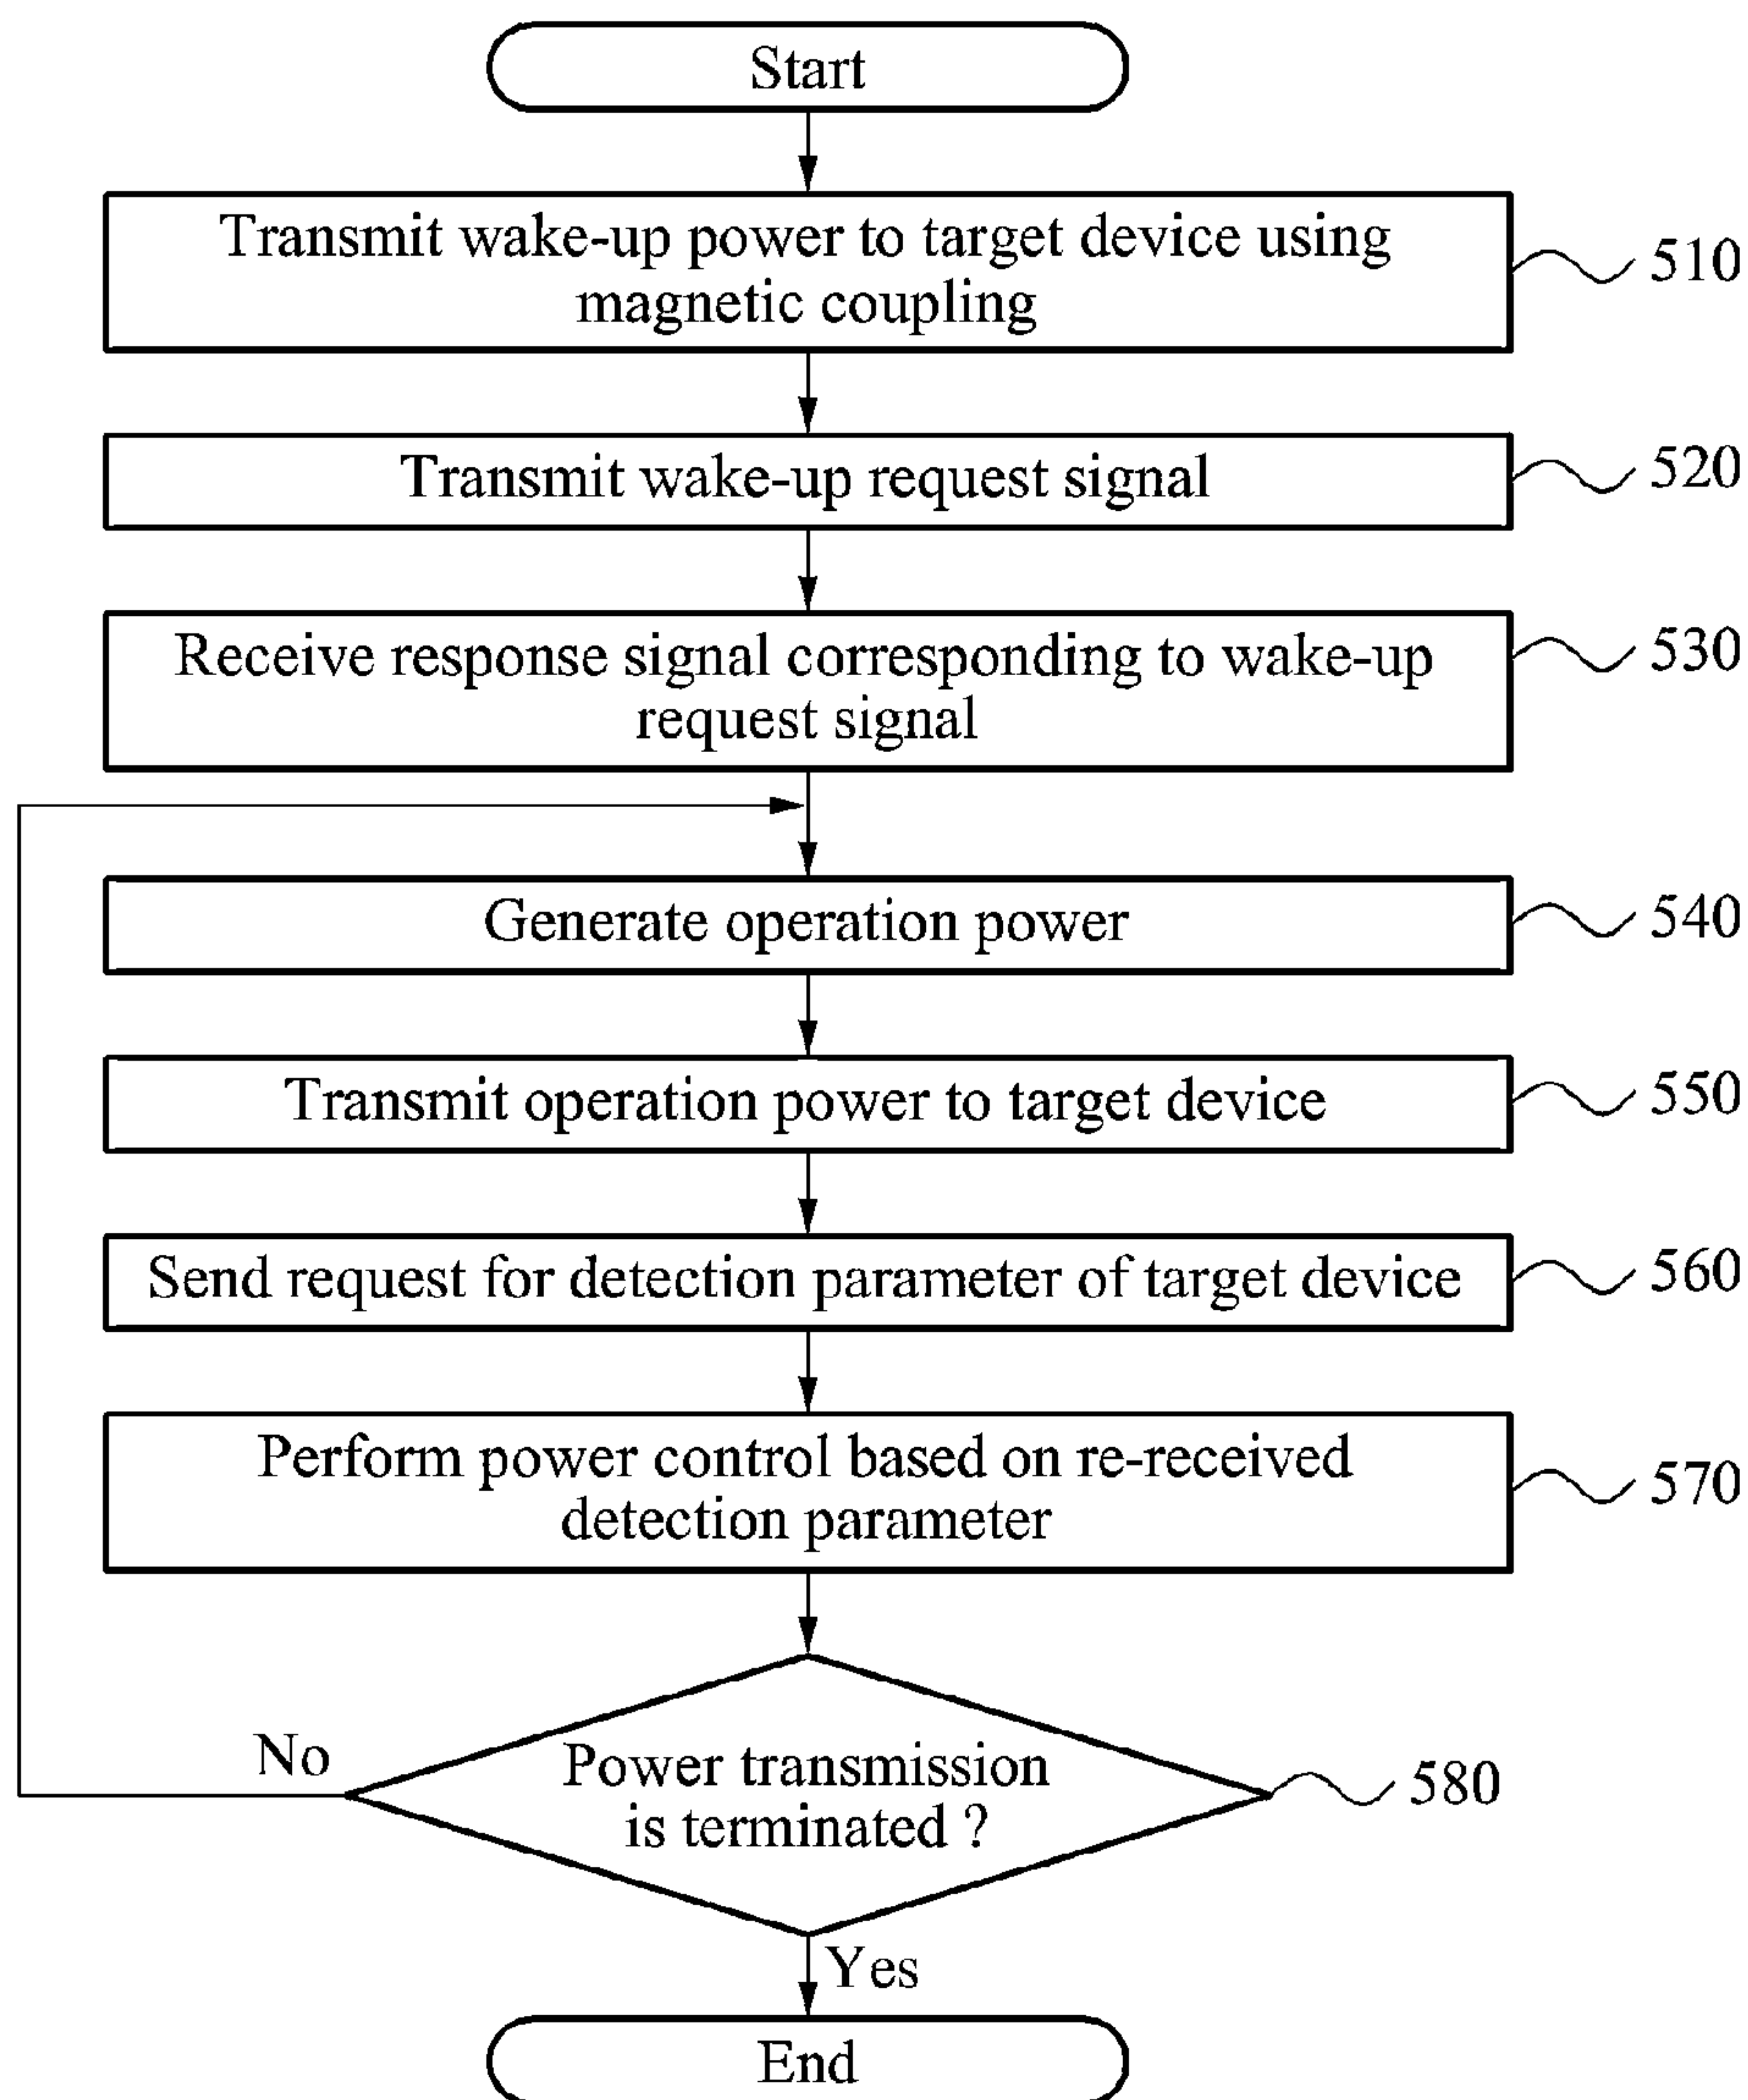 Start
Transmit wake-up power to target device using
magnetic coupling
510
Transmit wake-up request signal
520
Receive response signal corresponding to wake-up
request signal
530
Generate operation power
540
Transmit operation power to target device
550
Send request for detection parameter of target device
560
Perform power control based on re-received
detection parameter
570
No
Power transmission
is terminated ?
580
Yes
End